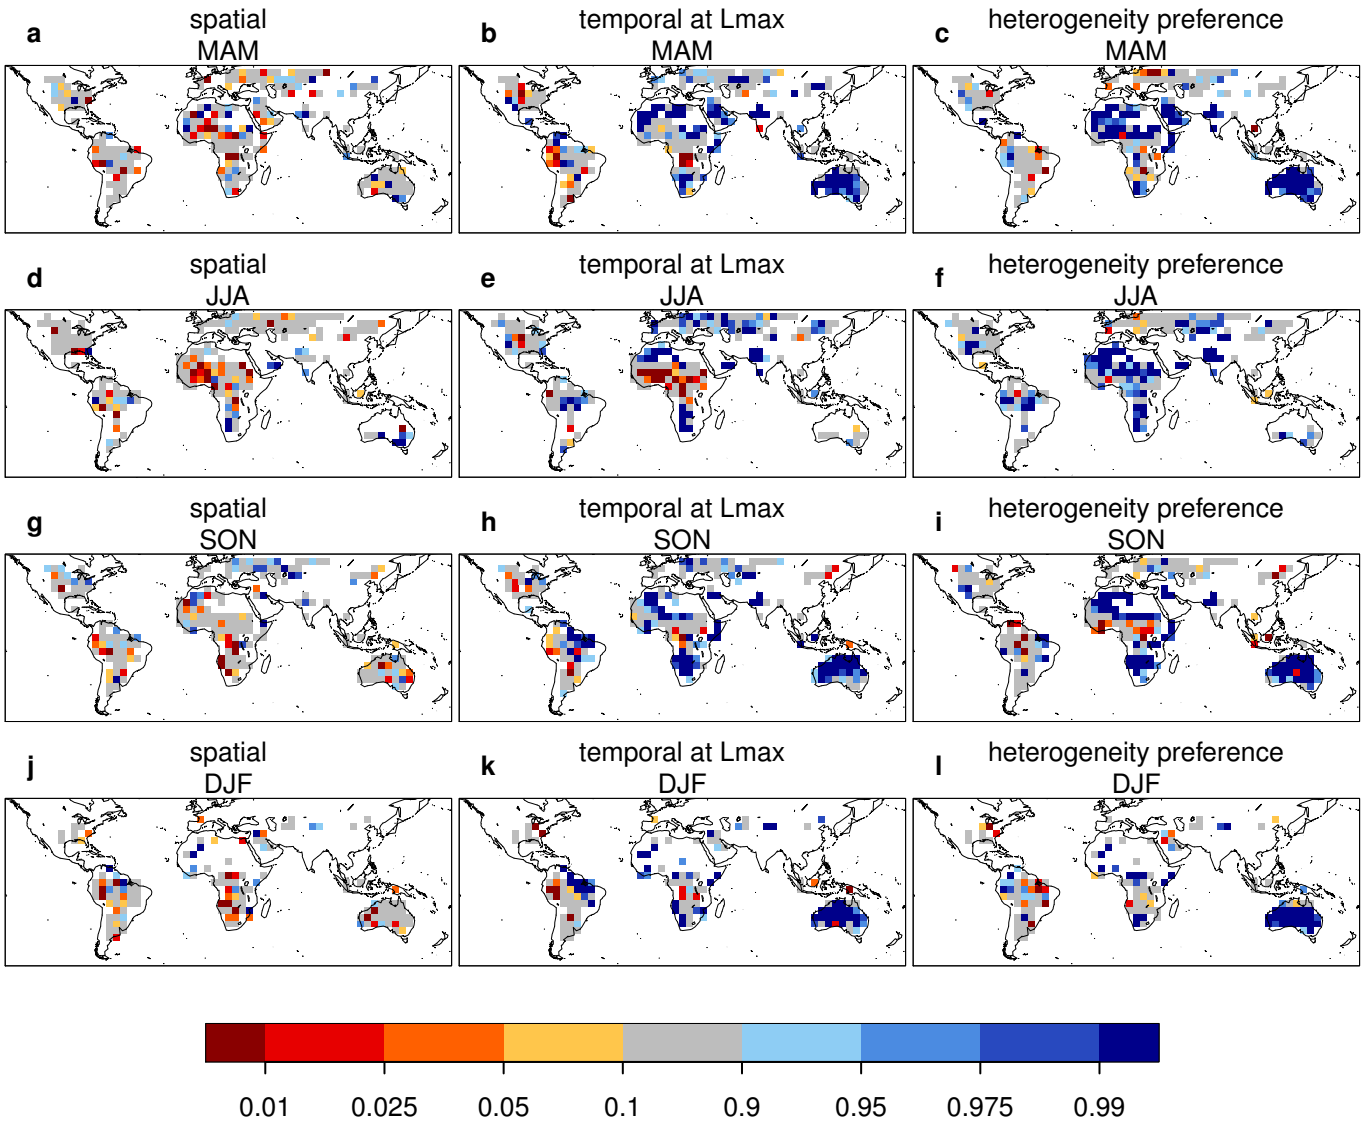 a spatial MAM
b temporal at Lmax MAM
c heterogeneity preference MAM
d spatial JJA
e temporal at Lmax JJA
f heterogeneity preference JJA
g spatial SON
h temporal at Lmax SON
i heterogeneity preference SON
j spatial DJF
k temporal at Lmax DJF
l heterogeneity preference DJF
0.01 0.025 0.05 0.1 0.9 0.95 0.975 0.99